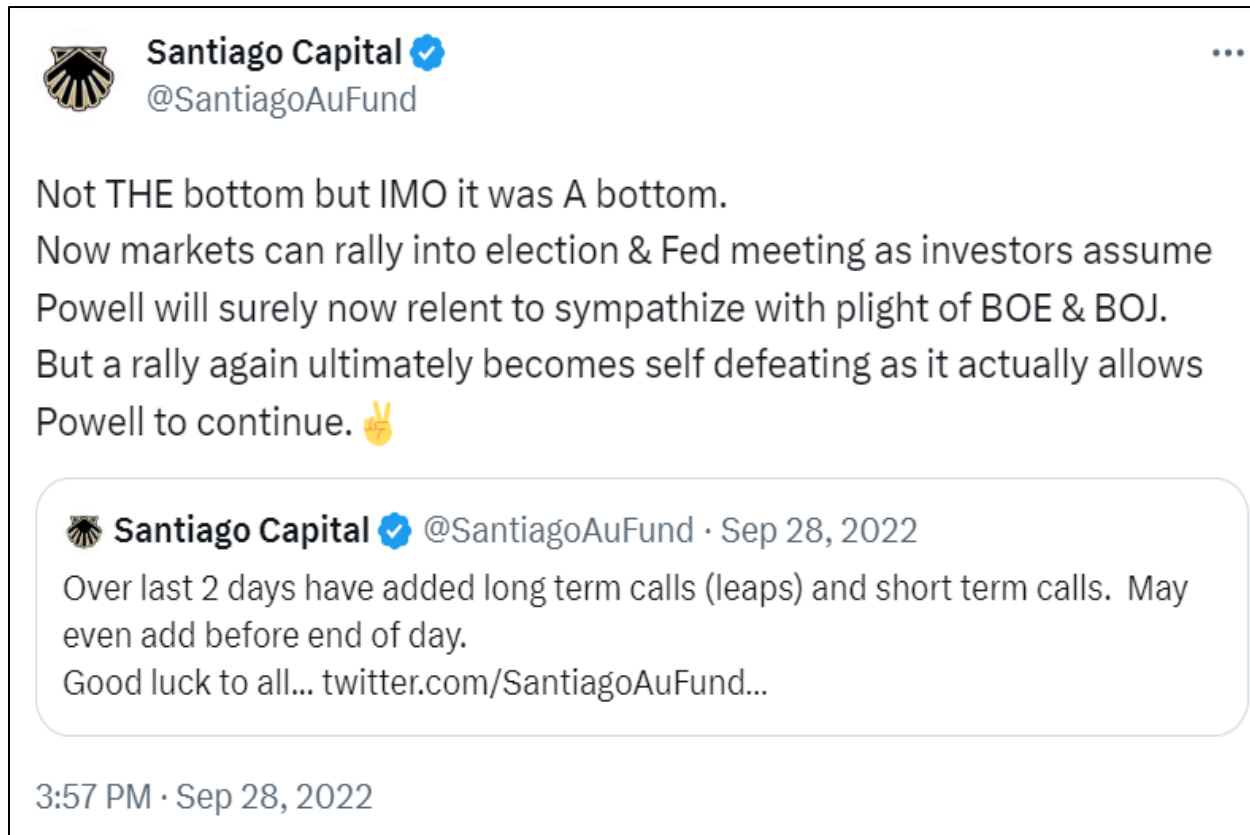 Santiago Capital
@SantiagoAuFund
Not THE bottom but IMO it was A bottom.
Now markets can rally into election & Fed meeting as investors assume
Powell will surely now relent to sympathize with plight of BOE & BOJ.
But a rally again ultimately becomes self defeating as it actually allows
Powell to continue. ✌️
Santiago Capital @SantiagoAuFund · Sep 28, 2022
Over last 2 days have added long term calls (leaps) and short term calls.  May
even add before end of day.
Good luck to all... twitter.com/SantiagoAuFund...
3:57 PM · Sep 28, 2022